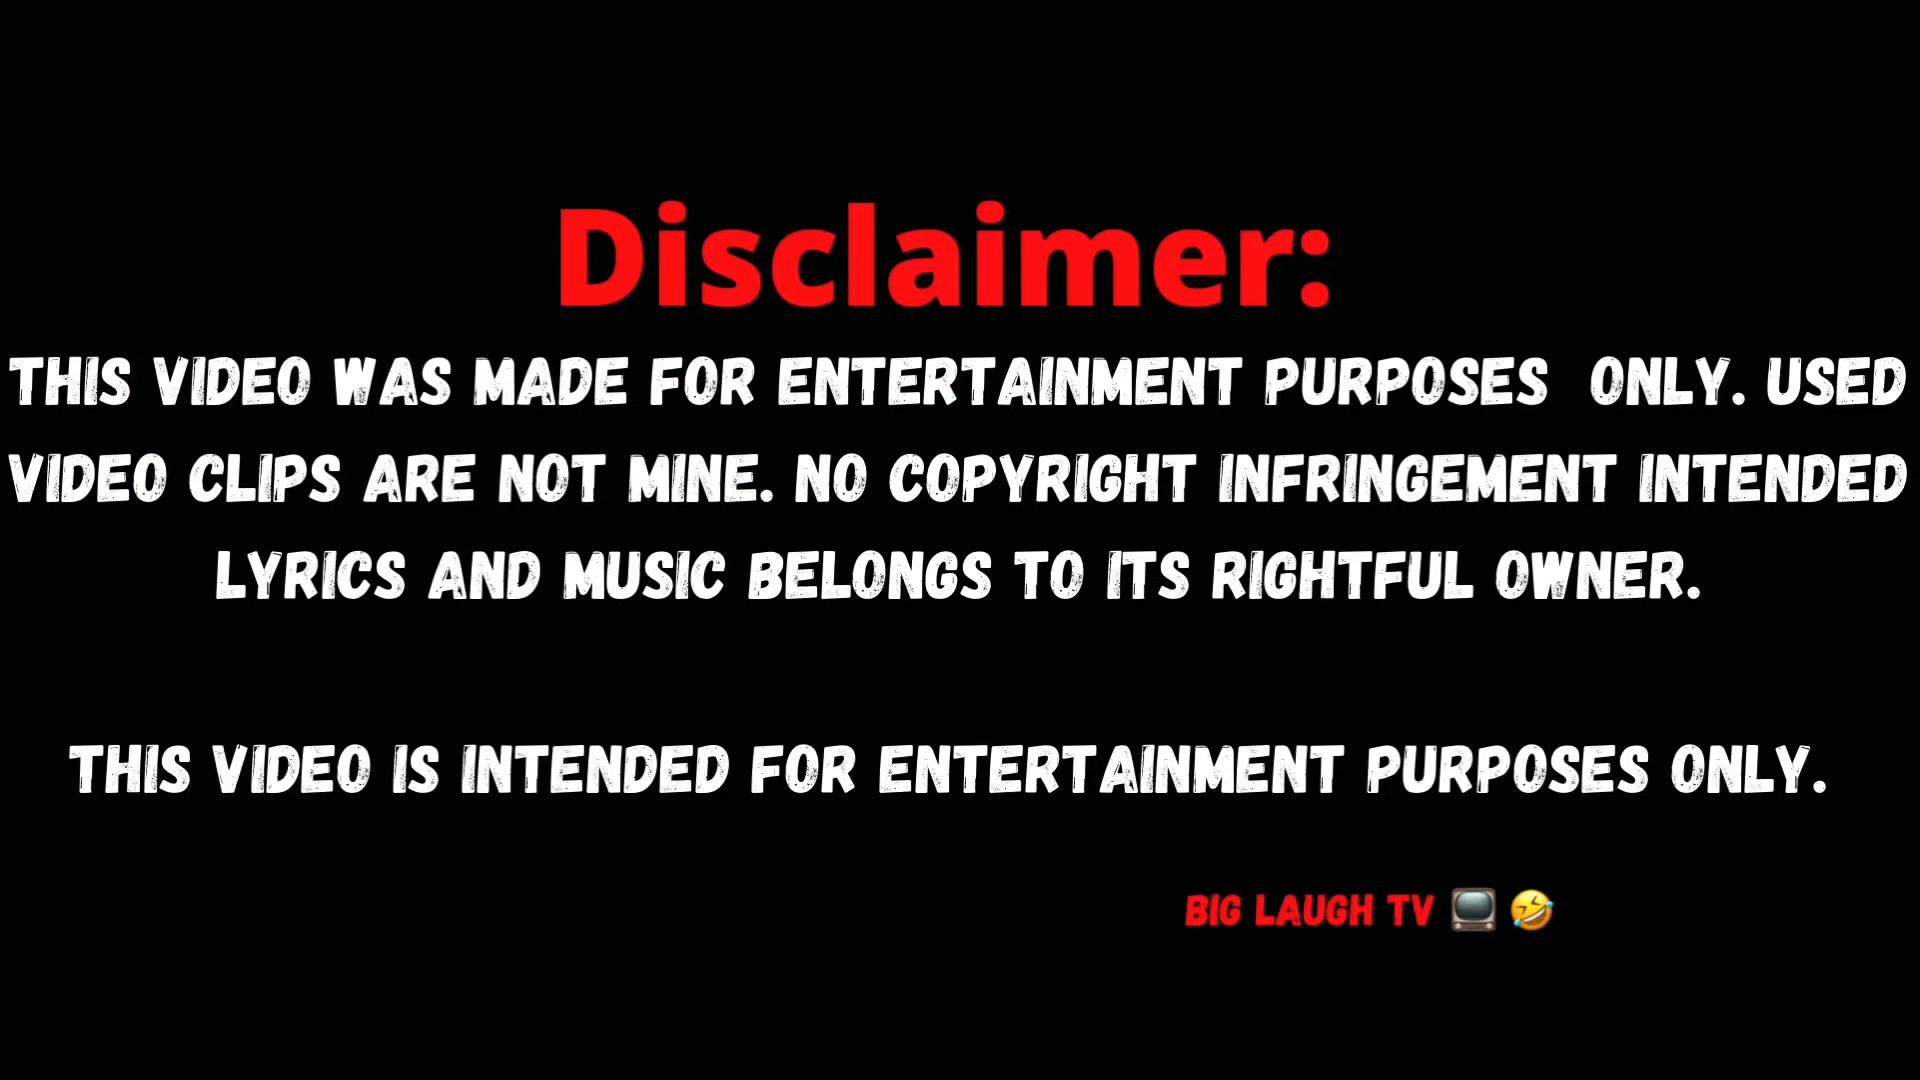 Disclaimer:
THIS VIDEO WAS MADE FOR ENTERTAINMENT PURPOSES ONLY. USED
VIDEO CLIPS ARE NOT MINE. NO COPYRIGHT INFRINGEMENT INTENDED
LYRICS AND MUSIC BELONGS TO ITS RIGHTFUL OWNER.
THIS VIDEO IS INTENDED FOR ENTERTAINMENT PURPOSES ONLY.
BIG LAUGH TV 📺 🤣